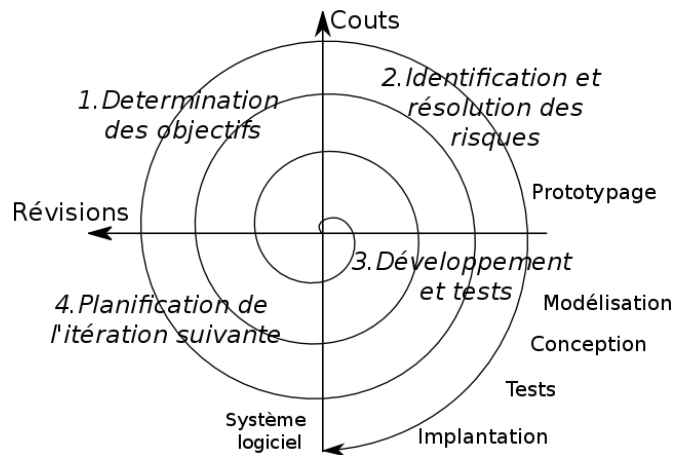 Couts
1.Determination
des objectifs
2.Identification et
résolution des
risques
Prototypage
Révisions
3.Développement
et tests
4.Planification de
l'itération suivante
Modélisation
Conception
Tests
Implantation
Système
logiciel